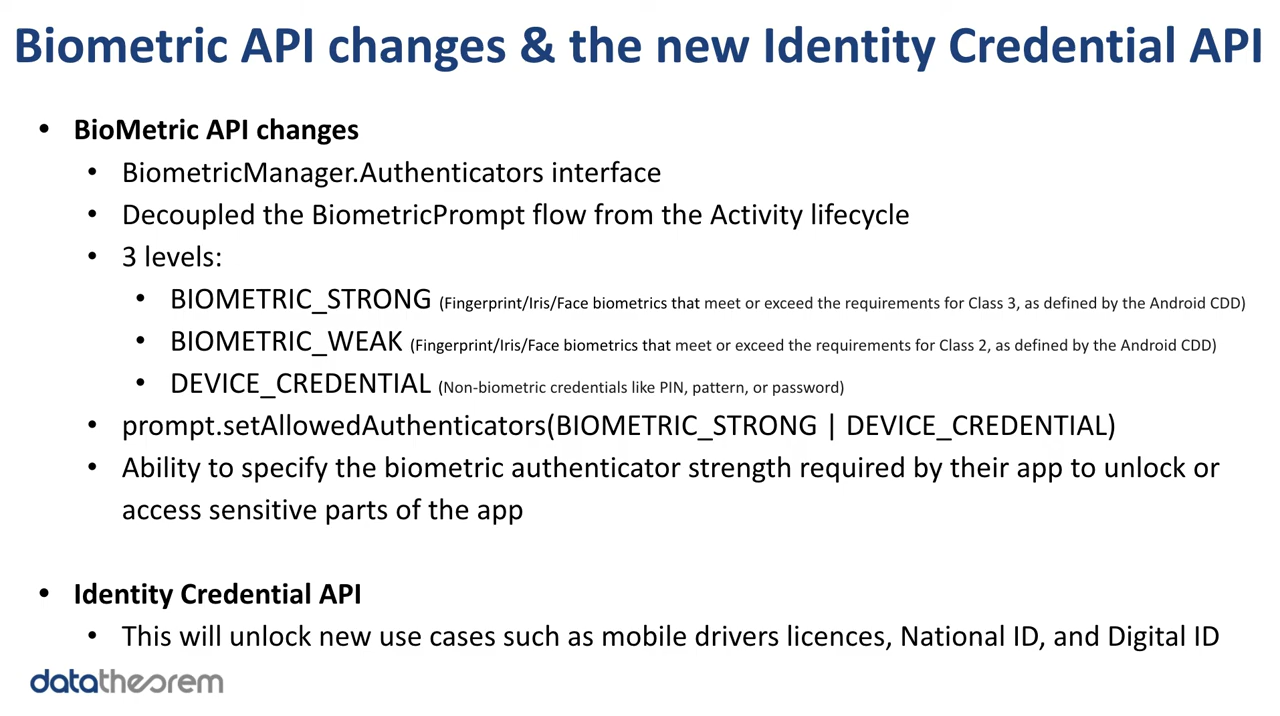 Biometric API changes & the new Identity Credential API
• BioMetric API changes
• BiometricManager.Authenticators interface
• Decoupled the BiometricPrompt flow from the Activity lifecycle
• 3 levels:
• BIOMETRIC_STRONG (Fingerprint/Iris/Face biometrics that meet or exceed the requirements for Class 3, as defined by the Android CDD)
• BIOMETRIC_WEAK (Fingerprint/Iris/Face biometrics that meet or exceed the requirements for Class 2, as defined by the Android CDD)
• DEVICE_CREDENTIAL (Non-biometric credentials like PIN, pattern, or password)
• prompt.setAllowedAuthenticators(BIOMETRIC_STRONG | DEVICE_CREDENTIAL)
• Ability to specify the biometric authenticator strength required by their app to unlock or
access sensitive parts of the app
• Identity Credential API
• This will unlock new use cases such as mobile drivers licences, National ID, and Digital ID
datatheorem